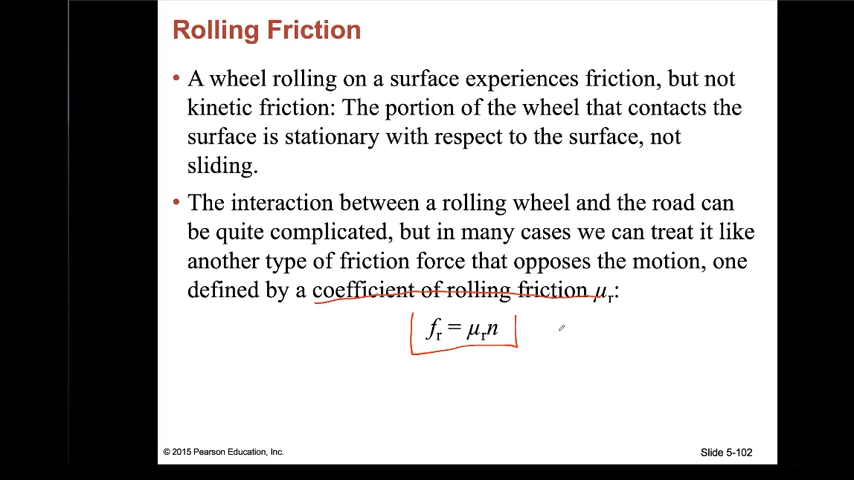 Rolling Friction
• A wheel rolling on a surface experiences friction, but not
kinetic friction: The portion of the wheel that contacts the
surface is stationary with respect to the surface, not
sliding.
• The interaction between a rolling wheel and the road can
be quite complicated, but in many cases we can treat it like
another type of friction force that opposes the motion, one
defined by a coefficient of rolling friction μᵣ:
fᵣ = μᵣn
© 2015 Pearson Education, Inc.
Slide 5-102